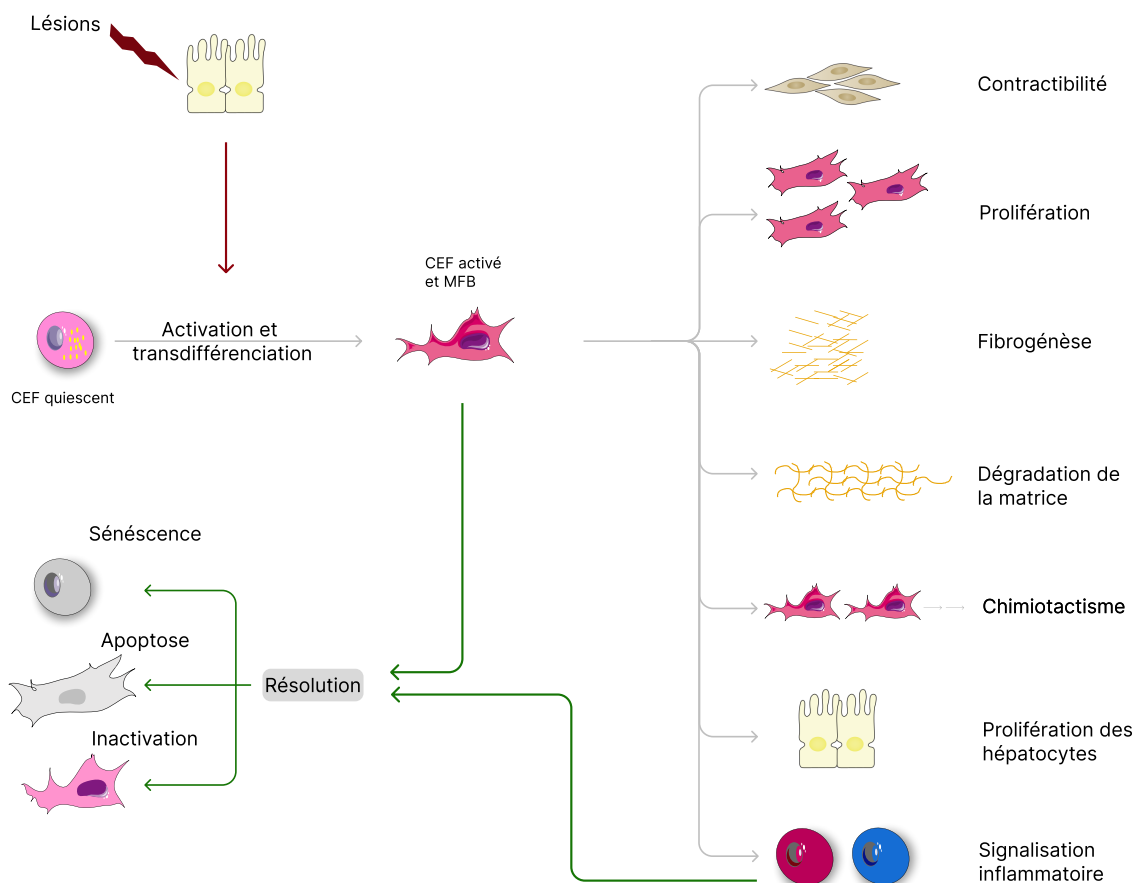 Lésions
Contractibilité
Prolifération
CEF activé
et MFB
Activation et
transdifférenciation
Fibrogénèse
CEF quiescent
Dégradation de
la matrice
Sénéscence
Chimiotactisme
Apoptose
Résolution
Inactivation
Prolifération des
hépatocytes
Signalisation
inflammatoire